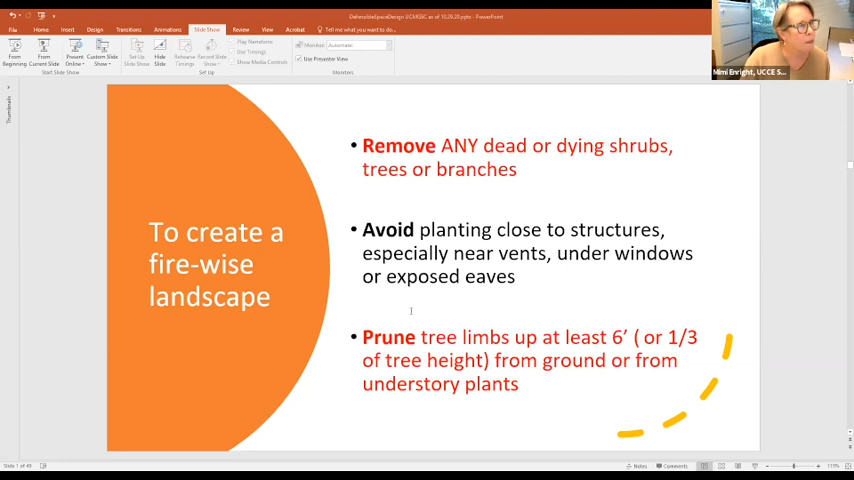 DefensibleSpaceDesign UCMGSC as of 10.29.20.pptx - PowerPoint
File Home Insert Design Transitions Animations Slide Show Review View Help Acrobat Tell me what you want to do...
From Beginning
From Current Slide
Present Online
Custom Slide Show
Set Up Slide Show
Hide Slide
Rehearse Timings
Record Slide Show
Play Narrations
Use Timings
Show Media Controls
Monitor: Automatic
Use Presenter View
Start Slide Show
Set Up
Monitors
Mimi Enright, UCCE S...
Thumbnails
To create a
fire-wise
landscape
• Remove ANY dead or dying shrubs,
trees or branches
• Avoid planting close to structures,
especially near vents, under windows
or exposed eaves
• Prune tree limbs up at least 6’ ( or 1/3
of tree height) from ground or from
understory plants
Slide 1 of 49
Notes
Comments
119%